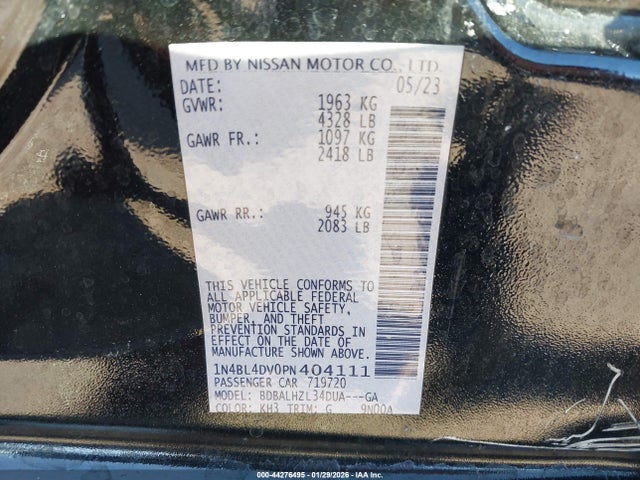 MFD BY NISSAN MOTOR CO., LTD.
DATE: 05/23
GVWR: 1963 KG
4328 LB
GAWR FR.: 1097 KG
2418 LB
GAWR RR.: 945 KG
2083 LB
THIS VEHICLE CONFORMS TO
ALL APPLICABLE FEDERAL
MOTOR VEHICLE SAFETY,
BUMPER, AND THEFT
PREVENTION STANDARDS IN
EFFECT ON THE DATE OF
MANUFACTURE SHOWN ABOVE.
1N4BL4DV0PN404111
PASSENGER CAR 719720
MODEL: BDBALHZL34DUA---GA
COLOR: KH3 TRIM: G 9N00A
000-44276495 - 01/29/2026 - IAA Inc.